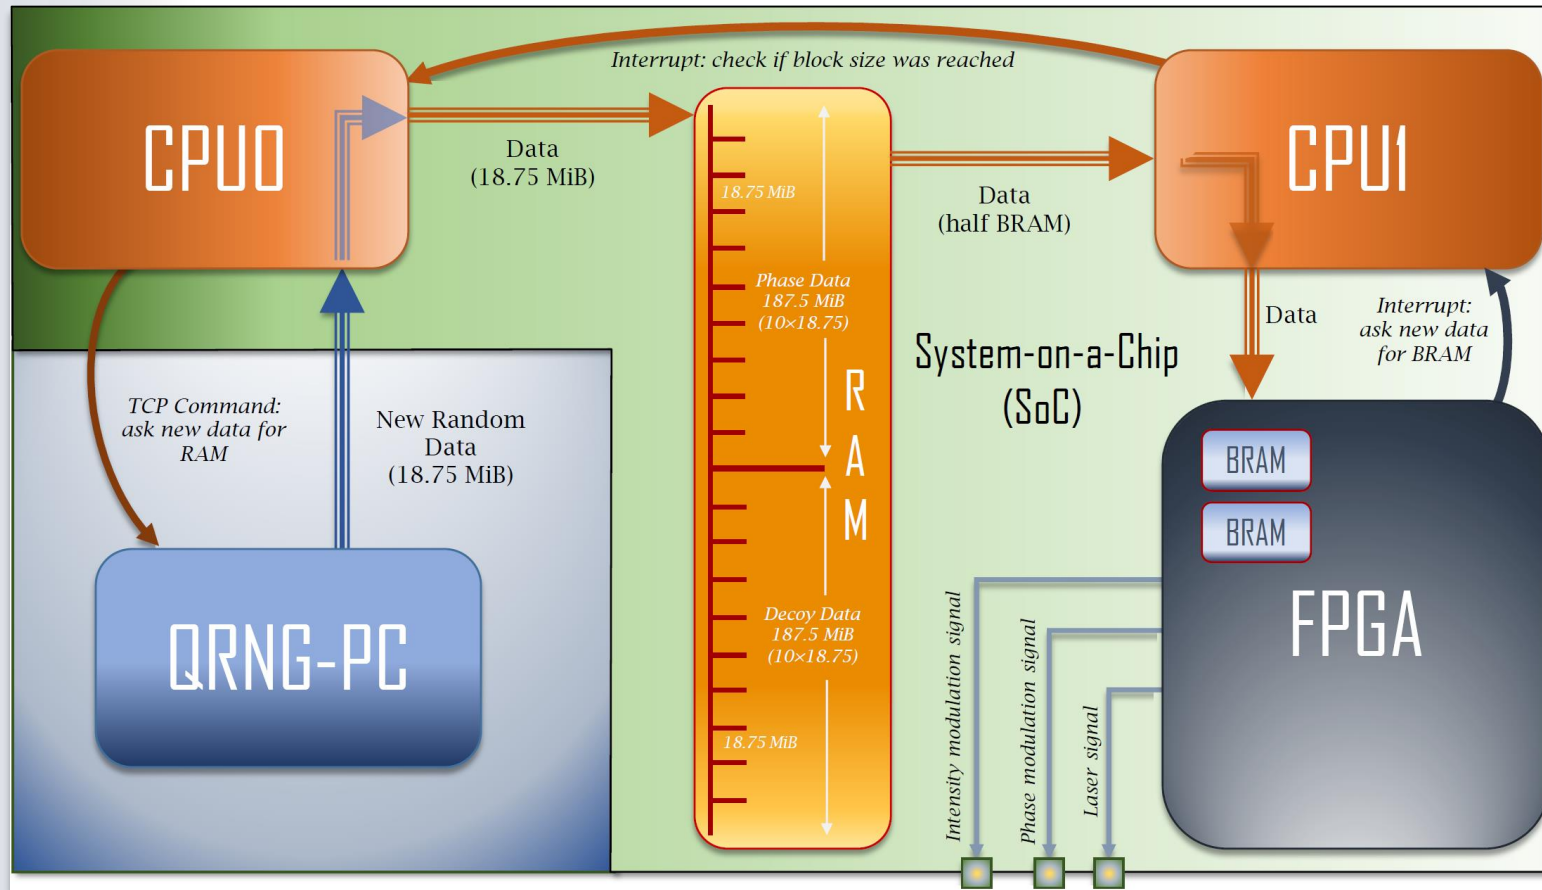 Interrupt: check if block size was reached
CPU0
Data
(18.75 MiB)
18.75 MiB
Phase Data
187.5 MiB
(10×18.75)
RAM
Decoy Data
187.5 MiB
(10×18.75)
18.75 MiB
Data
(half BRAM)
CPU1
Data
Interrupt:
ask new data
for BRAM
System-on-a-Chip
(SoC)
TCP Command:
ask new data for
RAM
New Random
Data
(18.75 MiB)
QRNG-PC
BRAM
BRAM
FPGA
Intensity modulation signal
Phase modulation signal
Laser signal